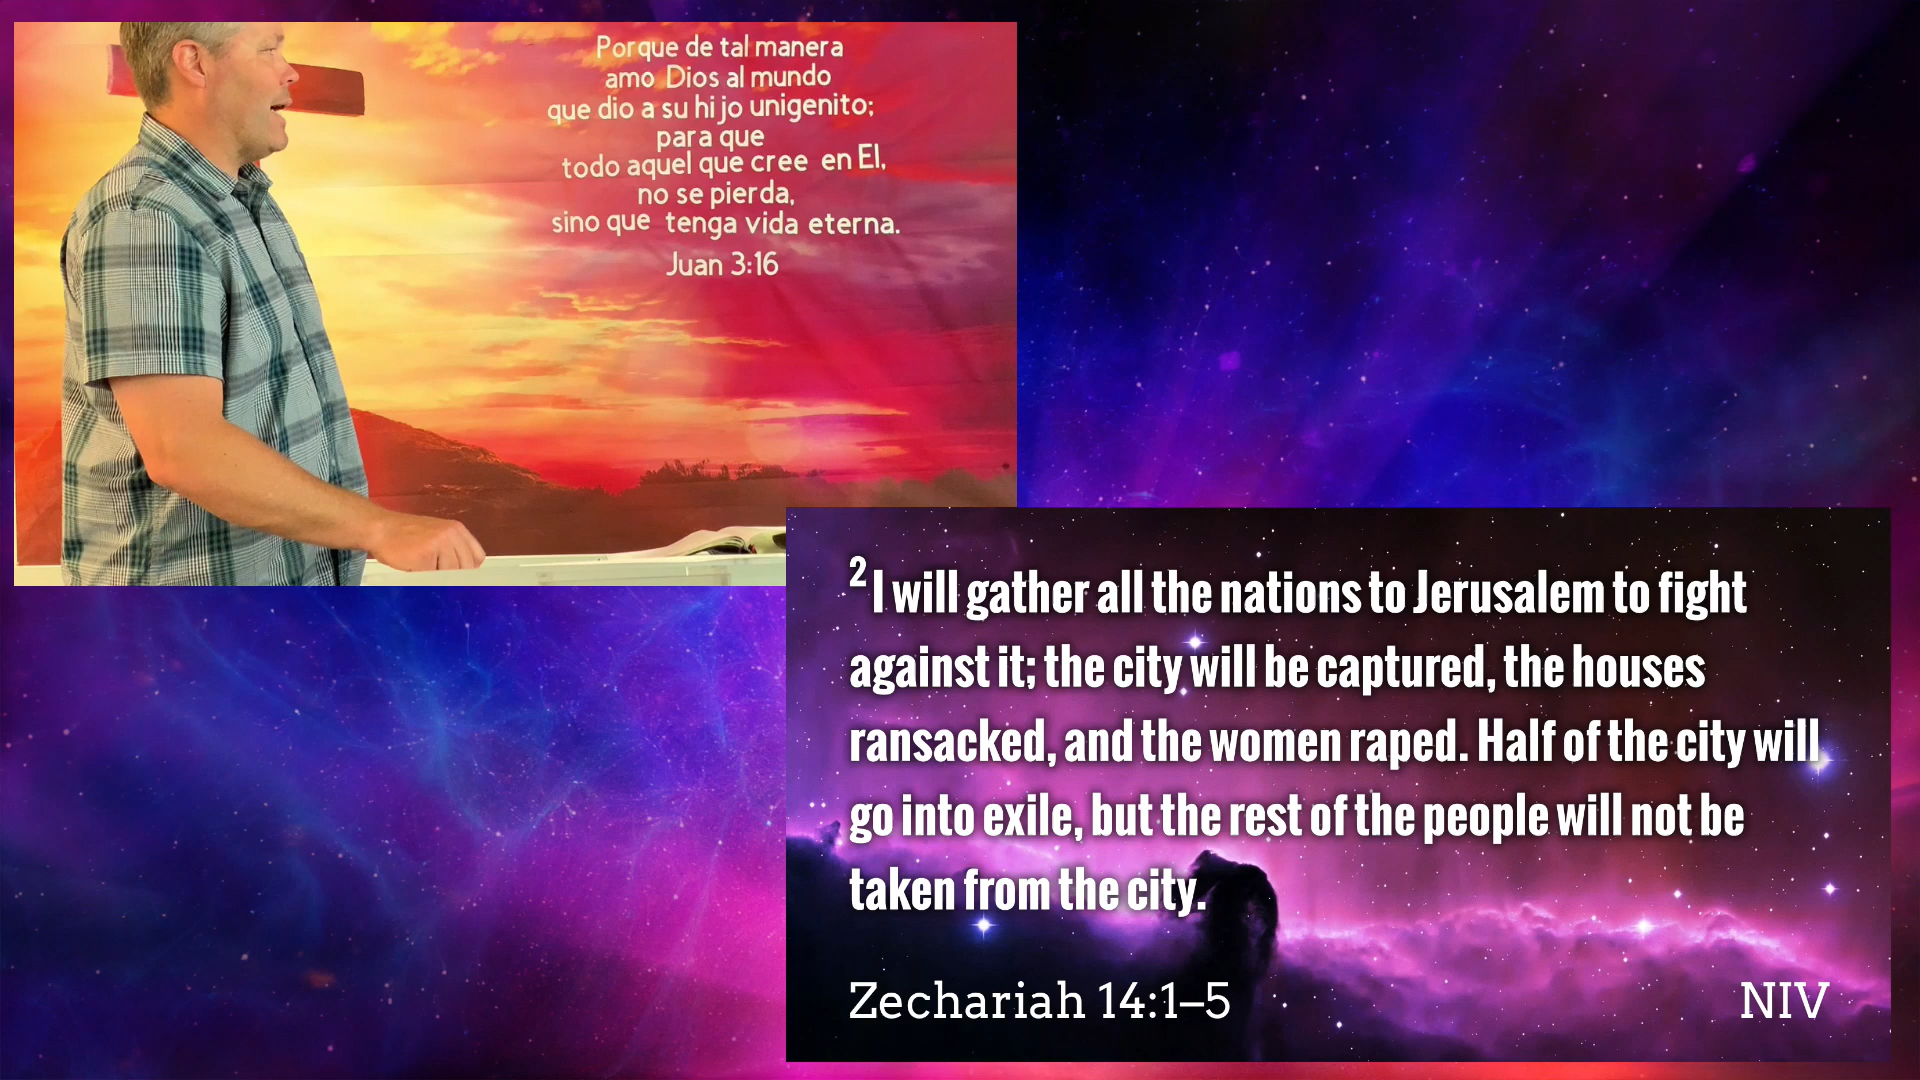 Porque de tal manera
amo Dios al mundo
que dio a su hijo unigenito;
para que
todo aquel que cree en El,
no se pierda,
sino que tenga vida eterna.
Juan 3:16
2 I will gather all the nations to Jerusalem to fight
against it; the city will be captured, the houses
ransacked, and the women raped. Half of the city will
go into exile, but the rest of the people will not be
taken from the city.
Zechariah 14:1–5 NIV